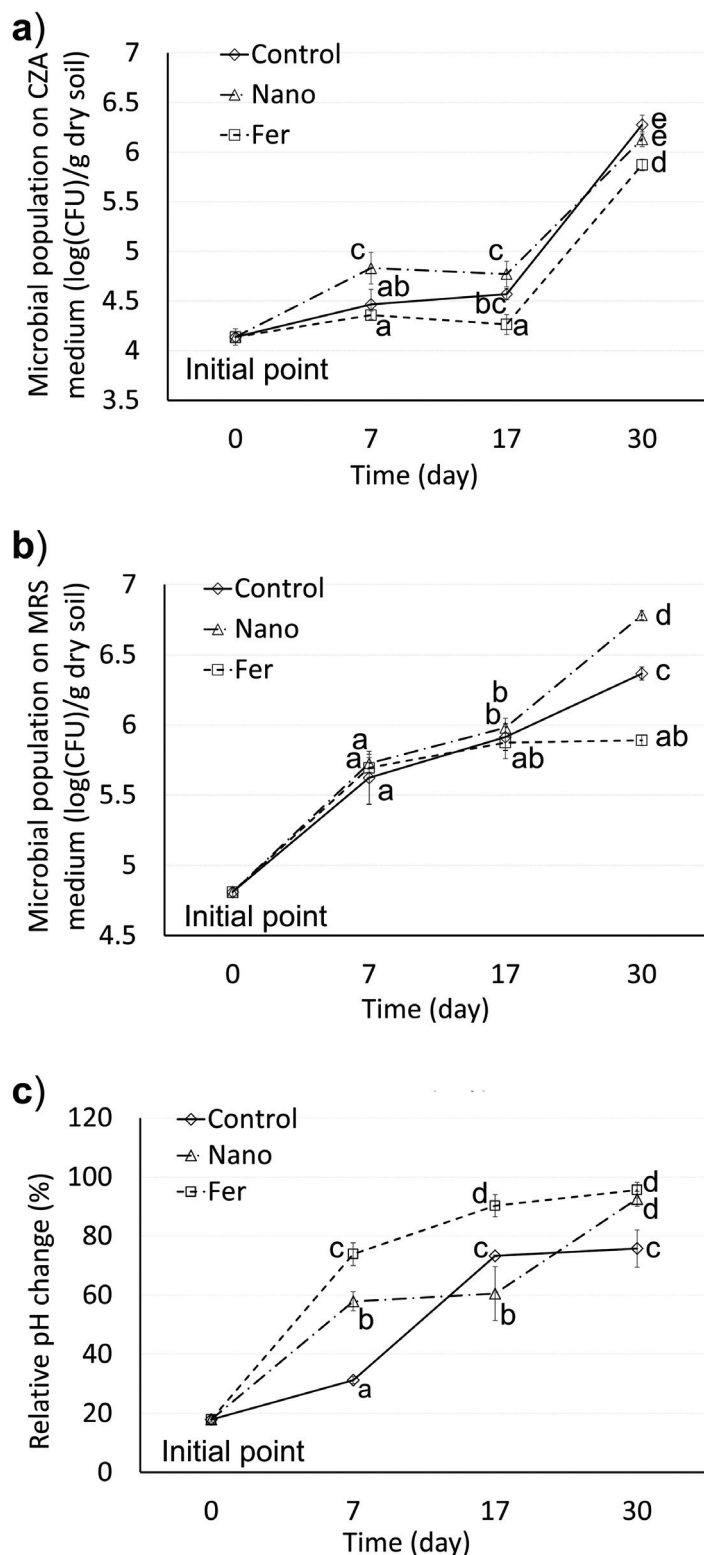 a)
Microbial population on CZA
medium (log(CFU)/g dry soil)
7
6.5
6
5.5
5
4.5
4
3.5
Control
Nano
Fer
c
ab
a
c
bc
a
e
e
d
Initial point
0 7 17 30
Time (day)
b)
Microbial population on MRS
medium (log(CFU)/g dry soil)
7
6.5
6
5.5
5
4.5
Control
Nano
Fer
a
a
a
b
b
ab
d
c
ab
Initial point
0 7 17 30
Time (day)
c)
Relative pH change (%)
120
100
80
60
40
20
0
Control
Nano
Fer
c
b
a
d
c
b
d
d
c
Initial point
0 7 17 30
Time (day)